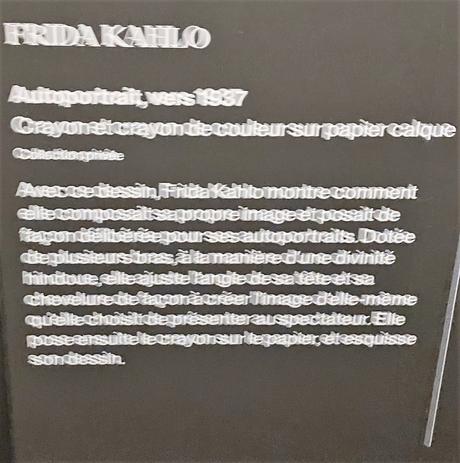 FRIDA KAHLO
Autoportrait, vers 1937
Crayon et crayon de couleur sur papier calque
Collection privée
Avec ce dessin, Frida Kahlo montre comment
elle composait sa propre image et posait de
façon délibérée pour ses autoportraits. Dotée
de plusieurs bras, à la manière d'une divinité
hindoue, elle ajuste l'angle de sa tête et sa
chevelure de façon à créer l'image d'elle-même
qu'elle choisit de présenter au spectateur. Elle
pose ensuite le crayon sur le papier, et esquisse
son dessin.